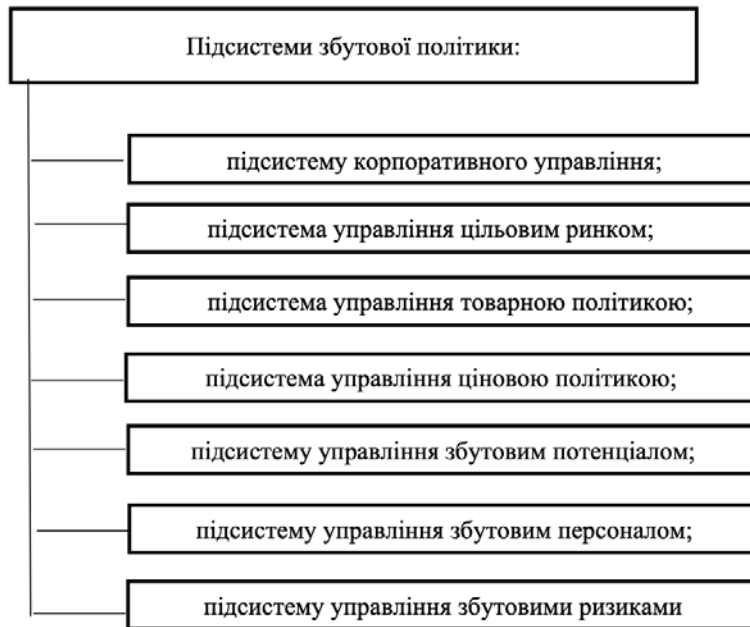 Підсистеми збутової політики:
підсистему корпоративного управління;
підсистема управління цільовим ринком;
підсистема управління товарною політикою;
підсистема управління ціновою політикою;
підсистему управління збутовим потенціалом;
підсистему управління збутовим персоналом;
підсистему управління збутовими ризиками